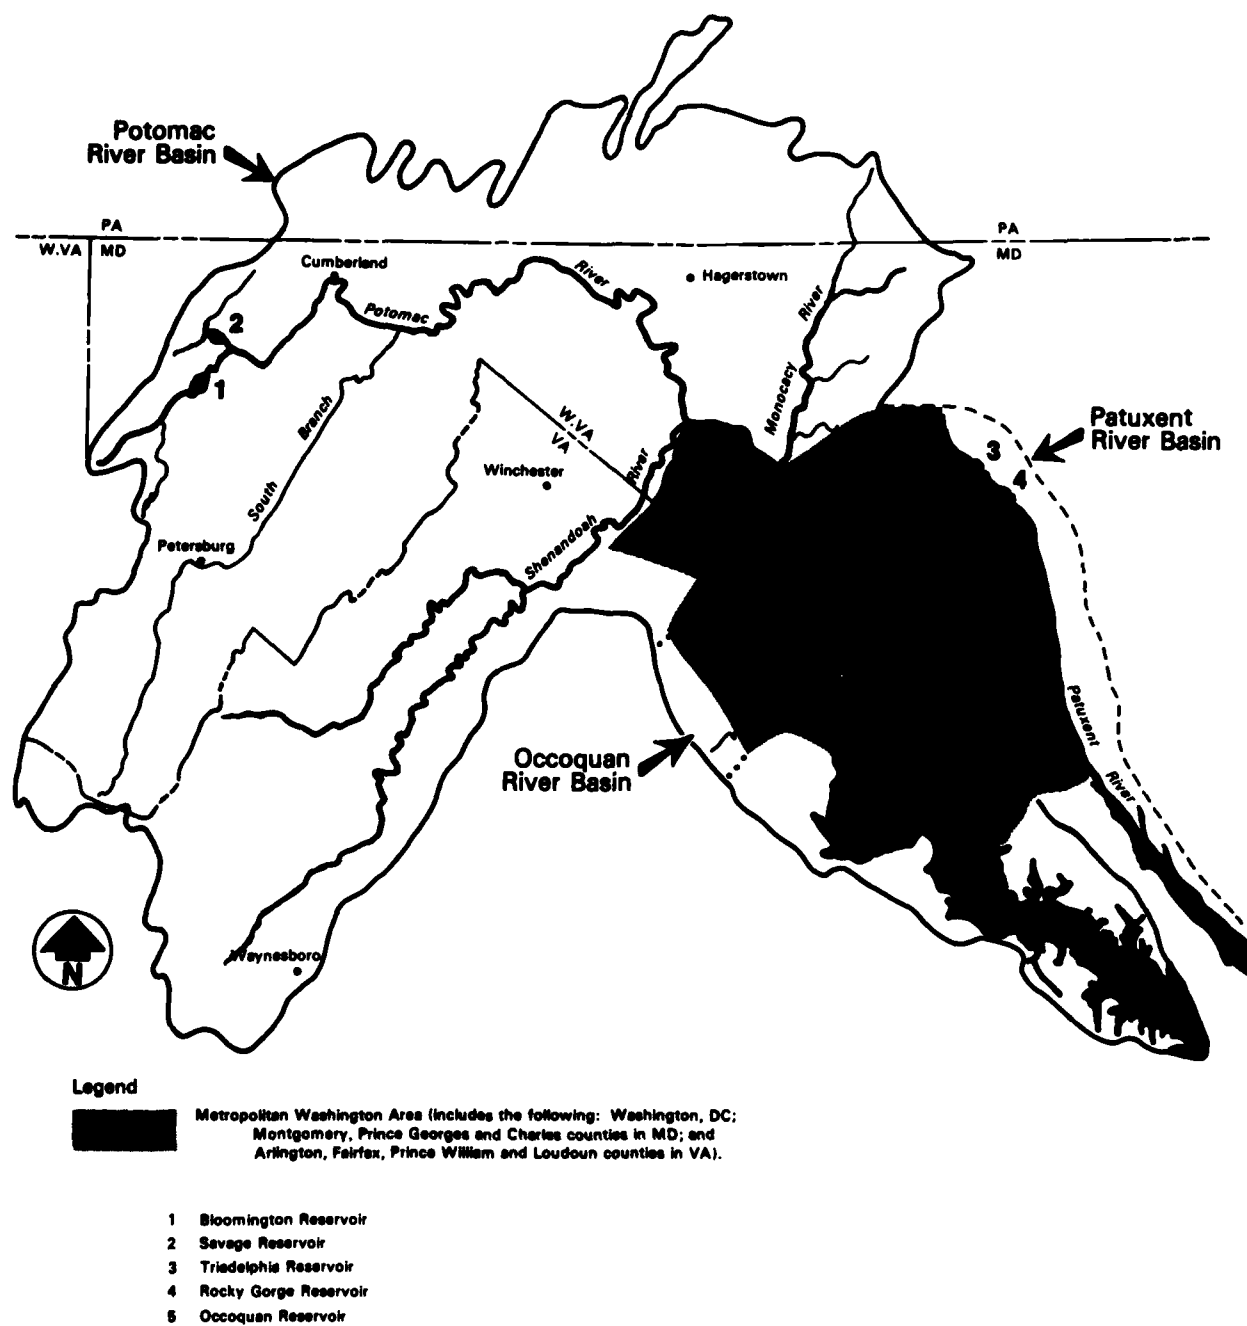 Potomac
River Basin
PA
PA
W.VA
MD
MD
Cumberland
River
Hagerstown
2
Potomac
River
1
Monocacy
Branch
W.VA
VA
Patuxent
River Basin
3
4
Winchester
River
South
Shenandoah
Petersburg
Patuxent
Occoquan
River Basin
River
Waynesboro
N
Legend
Metropolitan Washington Area (includes the following: Washington, DC;
Montgomery, Prince Georges and Charles counties in MD; and
Arlington, Fairfax, Prince William and Loudoun counties in VA).
1 Bloomington Reservoir
2 Savage Reservoir
3 Triadelphia Reservoir
4 Rocky Gorge Reservoir
5 Occoquan Reservoir